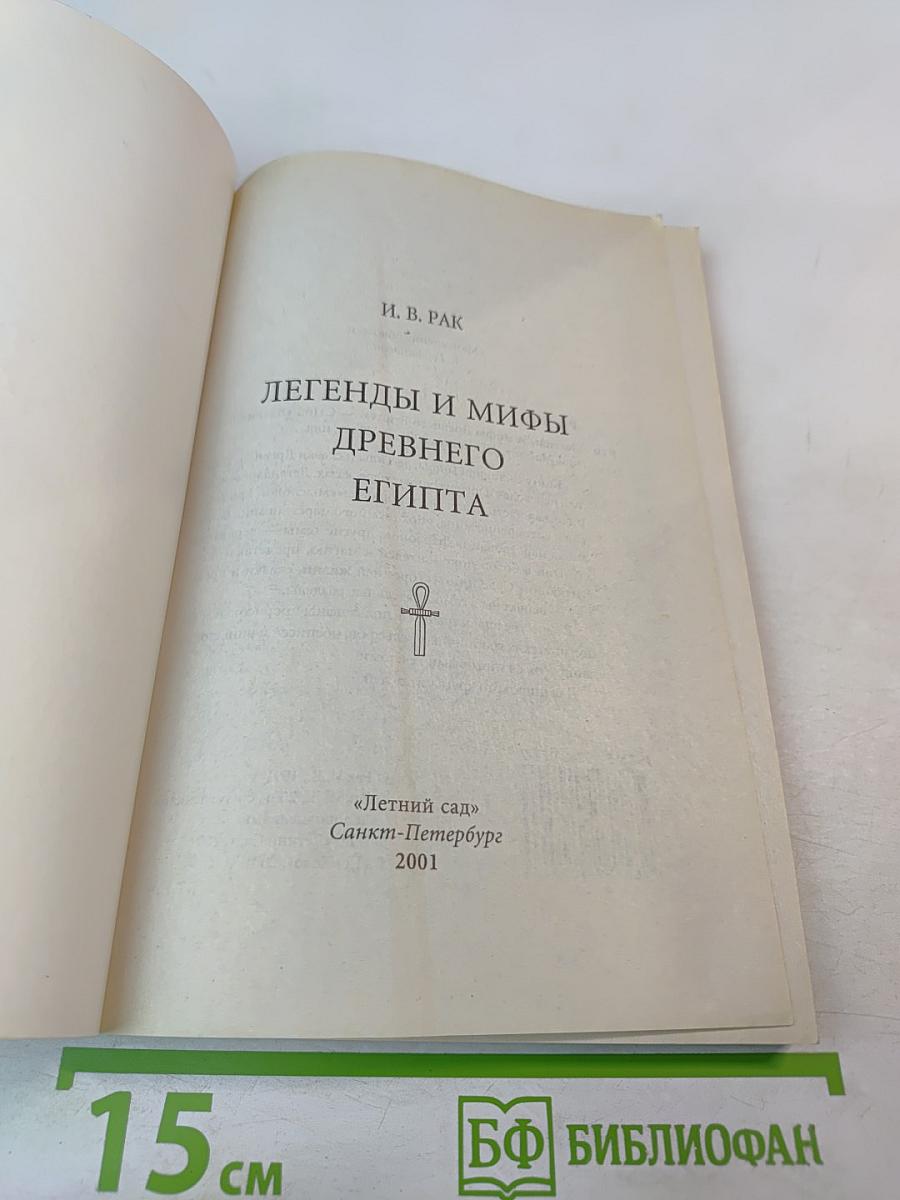 И. В. РАК
ЛЕГЕНДЫ И МИФЫ
ДРЕВНЕГО
ЕГИПТА
«Летний сад»
Санкт-Петербург
2001
15 см
БФ БИБЛИОФАН